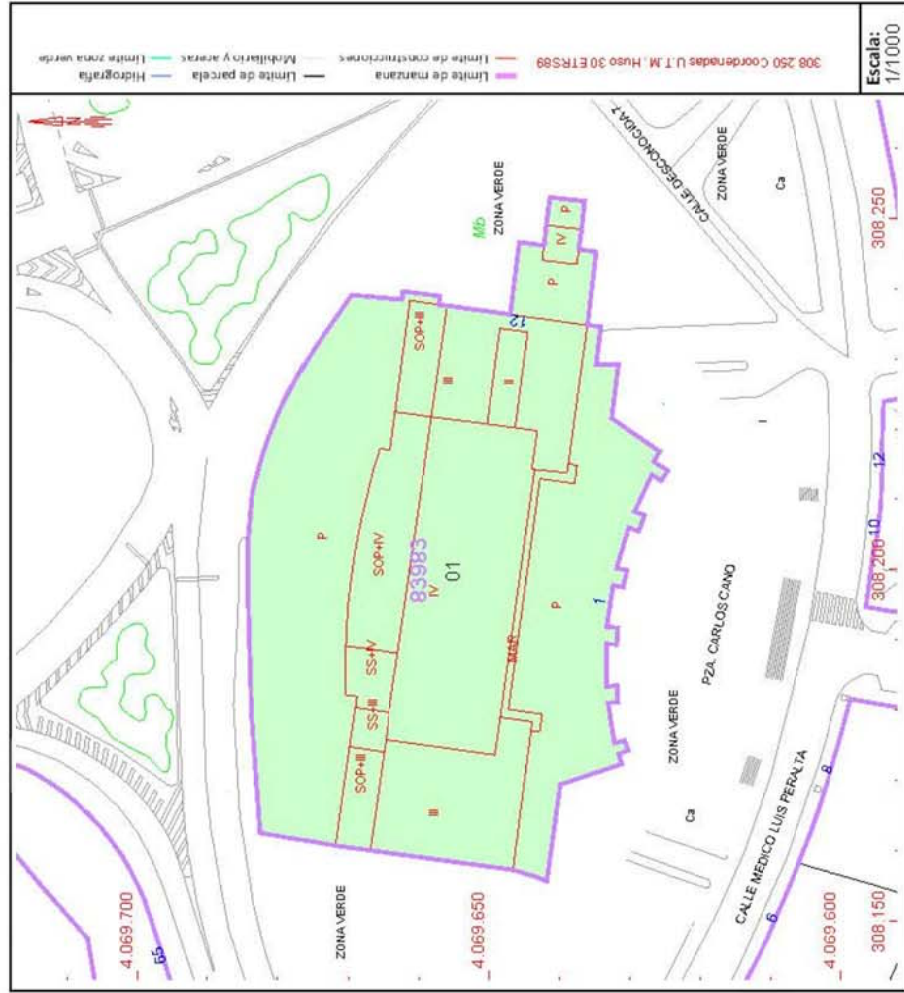 308.250 Coordenadas U.T.M. Huso 30 ETRS89
Límite de manzana
Límite de construcciones
Límite de parcela
Mobiliario y aceras
Hidrografía
Límite zona verde
Escala:
1/1000
N
4.069.700
4.069.650
4.069.600
308.150
308.200
308.250
65
ZONA VERDE
P
SOP+III
SS+III
SS+IV
SOP+IV
SOP+III
83983
IV
01
III
III
II
MAR
P
P
IV
P
12
1
Mb
ZONA VERDE
CALLE DESCONOCIDA 7
ZONA VERDE
Ca
I
ZONA VERDE
PZA. CARLOS CANO
Ca
CALLE MEDICO LUIS PERALTA
6
8
10
12